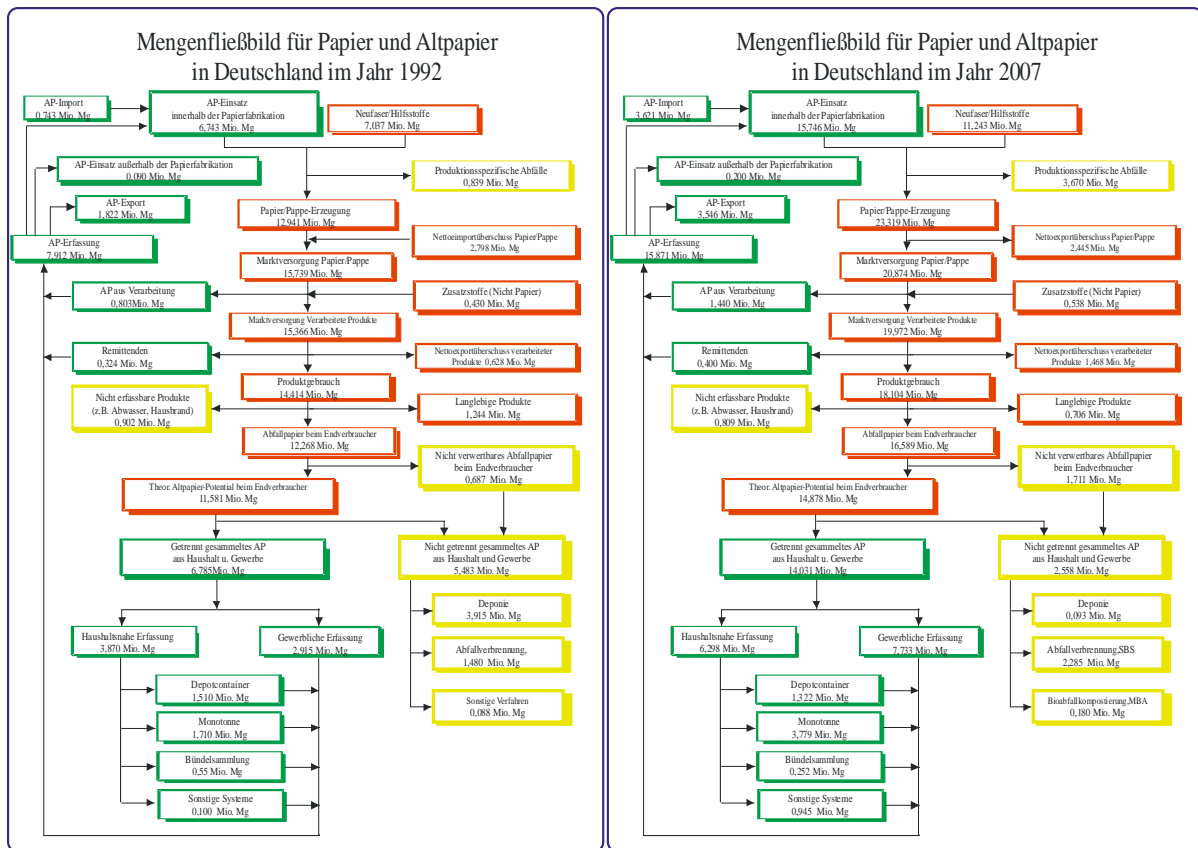 Mengenfließbild für Papier und Altpapier
in Deutschland im Jahr 1992
AP-Import
0,743 Mio. Mg
AP-Einsatz
innerhalb der Papierfabrikation
6,743 Mio. Mg
Neufaser/Hilfsstoffe
7,037 Mio. Mg
AP-Einsatz außerhalb der Papierfabrikation
0,090 Mio. Mg
Produktionsspezifische Abfälle
0,839 Mio. Mg
AP-Export
1,822 Mio. Mg
Papier/Pappe-Erzeugung
12,941 Mio. Mg
AP-Erfassung
7,912 Mio. Mg
Nettoeimportüberschuss Papier/Pappe
2,798 Mio. Mg
Marktversorgung Papier/Pappe
15,739 Mio. Mg
AP aus Verarbeitung
0,803Mio. Mg
Zusatzstoffe (Nicht Papier)
0,430 Mio. Mg
Marktversorgung Verarbeitete Produkte
15,366 Mio. Mg
Remittenden
0,324 Mio. Mg
Nettoexportüberschuss verarbeiteter
Produkte 0,628 Mio. Mg
Produktgebrauch
14,414 Mio. Mg
Nicht erfassbare Produkte
(z.B. Abwasser, Hausbrand)
0,902 Mio. Mg
Langlebige Produkte
1,244 Mio. Mg
Abfallpapier beim Endverbraucher
12,268 Mio. Mg
Nicht verwertbares Abfallpapier
beim Endverbraucher
0,687 Mio. Mg
Theor. Altpapier-Potential beim Endverbraucher
11,581 Mio. Mg
Getrennt gesammeltes AP
aus Haushalt u. Gewerbe
6,785Mio. Mg
Nicht getrennt gesammeltes AP
aus Haushalt und Gewerbe
5,483 Mio. Mg
Deponie
3,915 Mio. Mg
Haushaltsnahe Erfassung
3,870 Mio. Mg
Gewerbliche Erfassung
2,915 Mio. Mg
Abfallverbrennung,
1,480 Mio. Mg
Depotcontainer
1,510 Mio. Mg
Sonstige Verfahren
0,088 Mio. Mg
Monotonne
1,710 Mio. Mg
Bündelsammlung
0,55 Mio. Mg
Sonstige Systeme
0,100 Mio. Mg
Mengenfließbild für Papier und Altpapier
in Deutschland im Jahr 2007
AP-Import
3,621 Mio. Mg
AP-Einsatz
innerhalb der Papierfabrikation
15,746 Mio. Mg
Neufaser/Hilfsstoffe
11,243 Mio. Mg
AP-Einsatz außerhalb der Papierfabrikation
0,200 Mio. Mg
Produktionsspezifische Abfälle
3,670 Mio. Mg
AP-Export
3,546 Mio. Mg
Papier/Pappe-Erzeugung
23,319 Mio. Mg
AP-Erfassung
15,871 Mio. Mg
Nettoexportüberschuss Papier/Pappe
2,445 Mio. Mg
Marktversorgung Papier/Pappe
20,874 Mio. Mg
AP aus Verarbeitung
1,440 Mio. Mg
Zusatzstoffe (Nicht Papier)
0,538 Mio. Mg
Marktversorgung Verarbeitete Produkte
19,972 Mio. Mg
Remittenden
0,400 Mio. Mg
Nettoexportüberschuss verarbeiteter
Produkte 1,468 Mio. Mg
Produktgebrauch
18,104 Mio. Mg
Nicht erfassbare Produkte
(z.B. Abwasser, Hausbrand)
0,809 Mio. Mg
Langlebige Produkte
0,706 Mio. Mg
Abfallpapier beim Endverbraucher
16,589 Mio. Mg
Nicht verwertbares Abfallpapier
beim Endverbraucher
1,711 Mio. Mg
Theor. Altpapier-Potential beim Endverbraucher
14,878 Mio. Mg
Getrennt gesammeltes AP
aus Haushalt u. Gewerbe
14,031 Mio. Mg
Nicht getrennt gesammeltes AP
aus Haushalt und Gewerbe
2,558 Mio. Mg
Deponie
0,093 Mio. Mg
Haushaltsnahe Erfassung
6,298 Mio. Mg
Gewerbliche Erfassung
7,733 Mio. Mg
Abfallverbrennung,SBS
2,285 Mio. Mg
Depotcontainer
1,322 Mio. Mg
Bioabfallkompostierung,MBA
0,180 Mio. Mg
Monotonne
3,779 Mio. Mg
Bündelsammlung
0,252 Mio. Mg
Sonstige Systeme
0,945 Mio. Mg